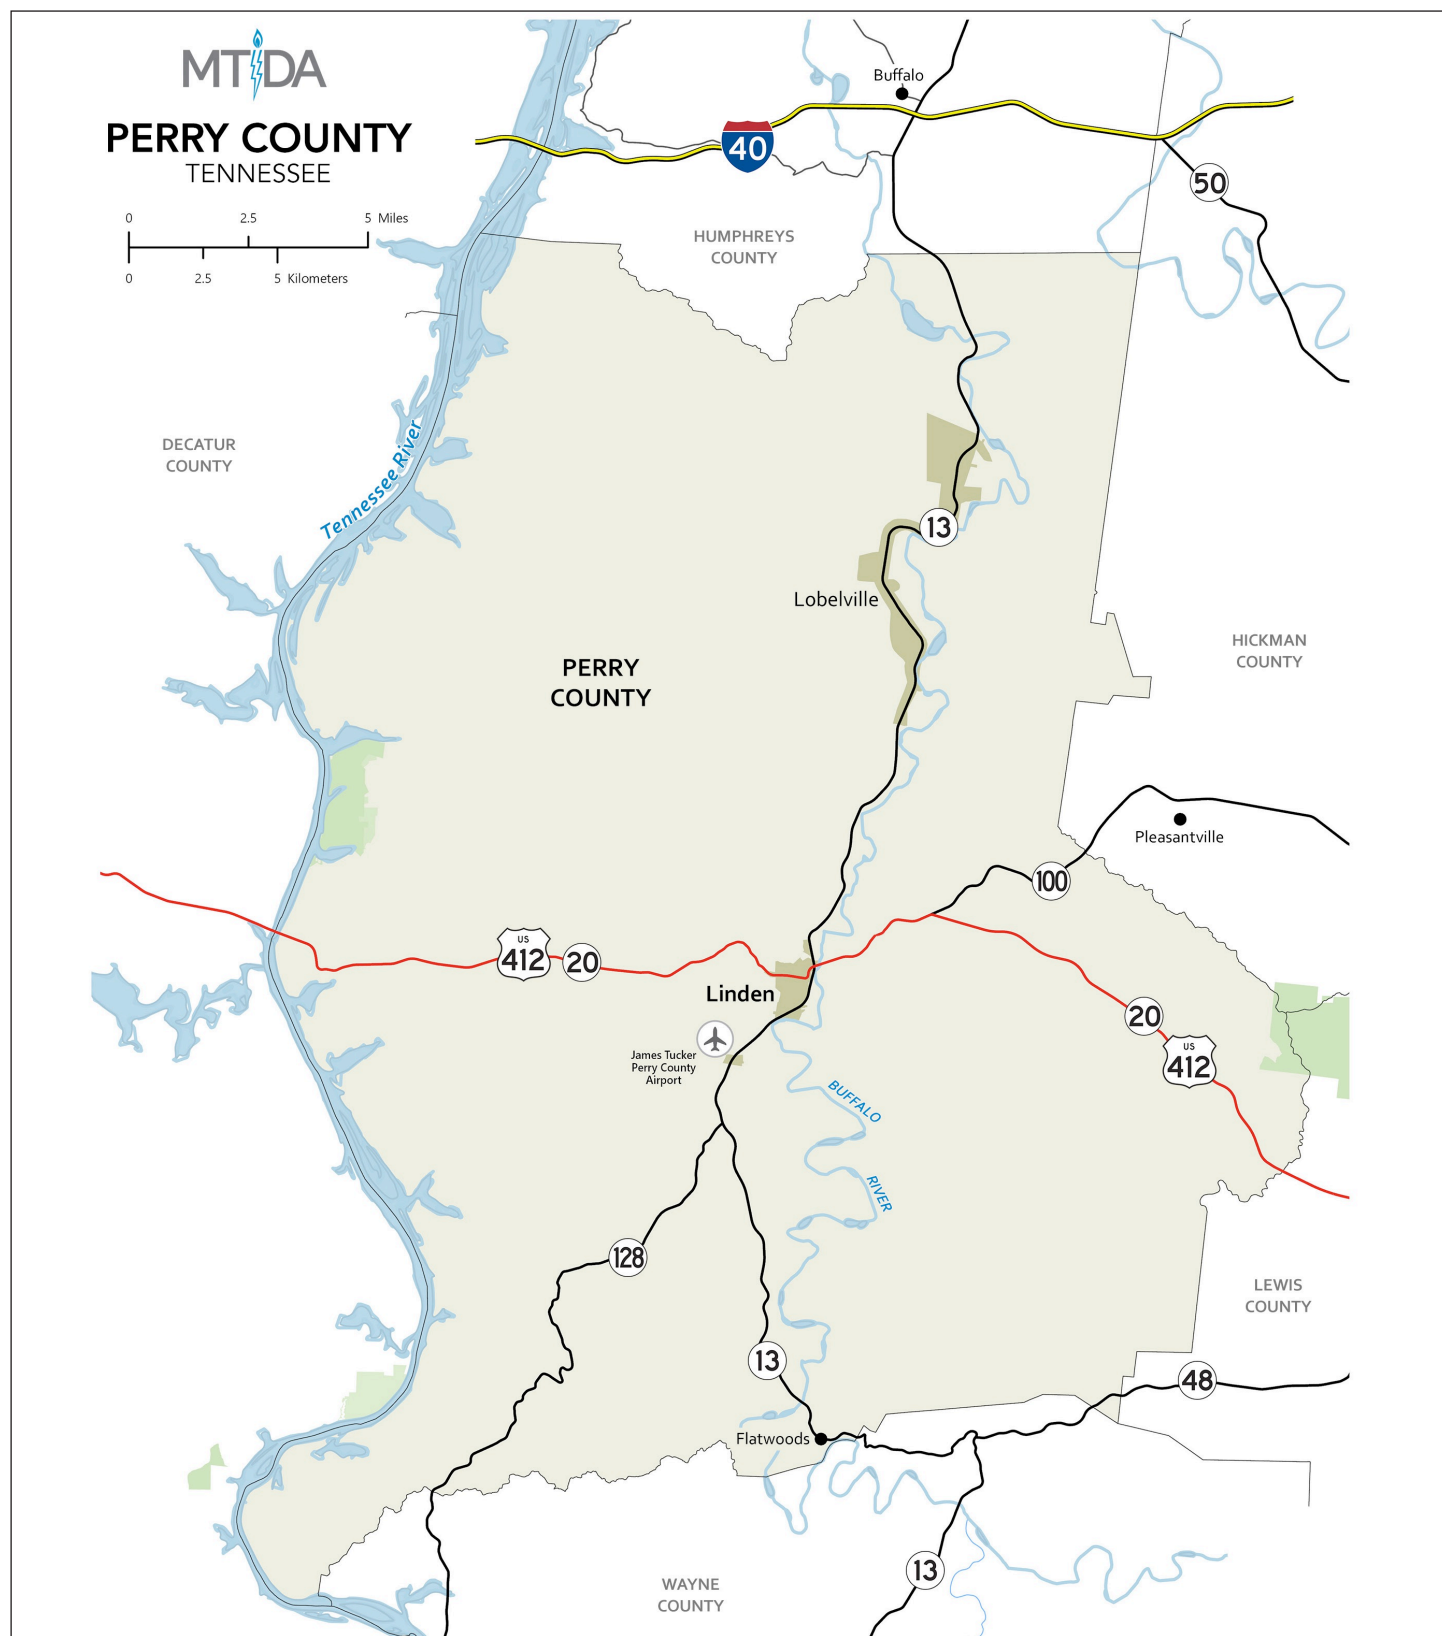 MTIDA
PERRY COUNTY
TENNESSEE
0 2.5 5 Miles
0 2.5 5 Kilometers
Buffalo
40
50
HUMPHREYS
COUNTY
DECATUR
COUNTY
Tennessee River
13
Lobelville
HICKMAN
COUNTY
PERRY
COUNTY
Pleasantville
100
US
412
20
Linden
20
US
412
James Tucker
Perry County
Airport
BUFFALO
RIVER
128
LEWIS
COUNTY
13
48
Flatwoods
13
WAYNE
COUNTY